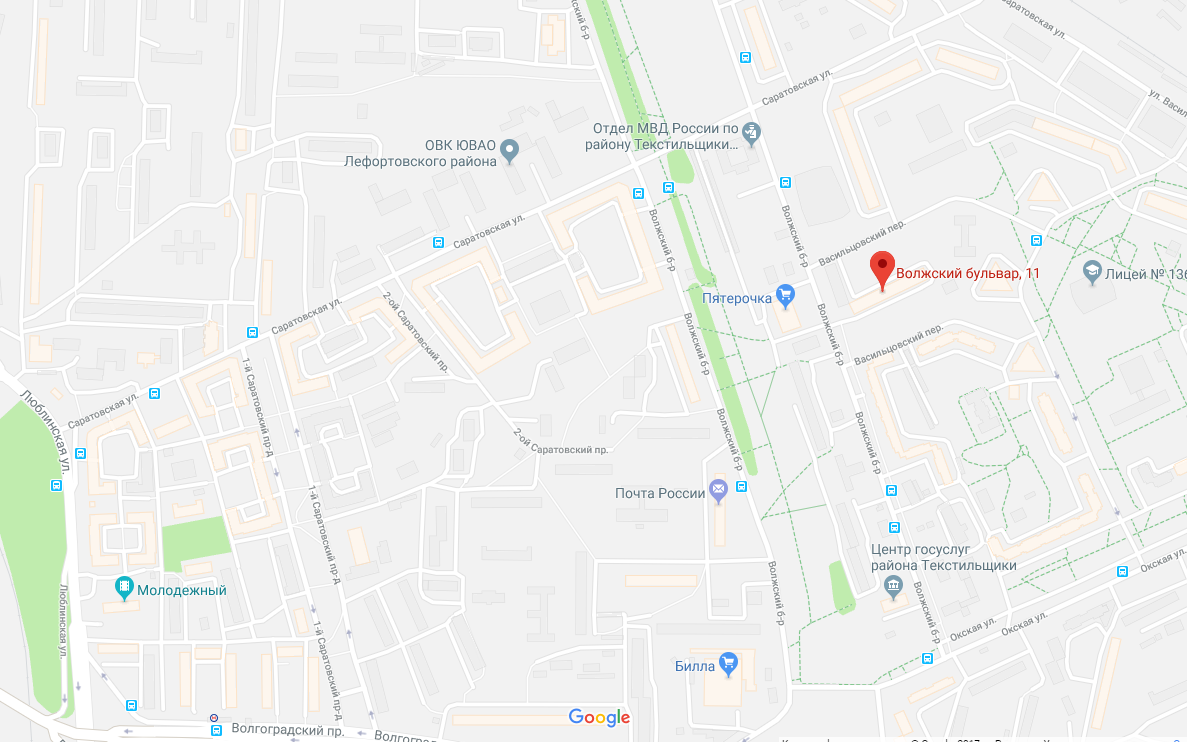 Саратовская ул.
Волжский б-р
Саратовская ул.
ул. Васил
Отдел МВД России по
району Текстильщики...
ОВК ЮВАО
Лефортовского района
Саратовская ул.
Волжский б-р
Волжский б-р
Васильцовский пер.
Волжский бульвар, 11
Лицей № 136
Пятерочка
2-ой Саратовский пр.
Саратовская ул.
Волжский б-р
Волжский б-р
Васильцовский пер.
1-й Саратовский пр-д
Люблинская ул.
Саратовская ул.
Волжский б-р
Волжский б-р
2-ой Саратовский пр.
Почта России
1-й Саратовский пр-д
Центр госуслуг
района Текстильщики
Окская ул.
Молодежный
Люблинская ул.
Волжский б-р
Волжский б-р
Окская ул.
Окская ул.
1-й Саратовский пр-д
Билла
Google
Волгоградский пр.
Волгоград